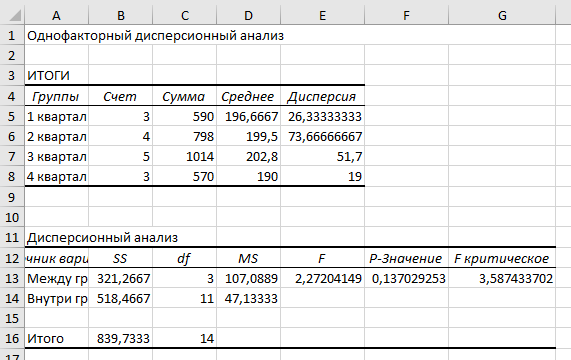 A B C D E F G
1 Однофакторный дисперсионный анализ
2
3 ИТОГИ
4 Группы Счет Сумма Среднее Дисперсия
5 1 квартал 3 590 196,6667 26,33333333
6 2 квартал 4 798 199,5 73,66666667
7 3 квартал 5 1014 202,8 51,7
8 4 квартал 3 570 190 19
9
10
11 Дисперсионный анализ
12 чник вари SS df MS F P-Значение F критическое
13 Между гр 321,2667 3 107,0889 2,27204149 0,137029253 3,587433702
14 Внутри гр 518,4667 11 47,13333
15
16 Итого 839,7333 14
17